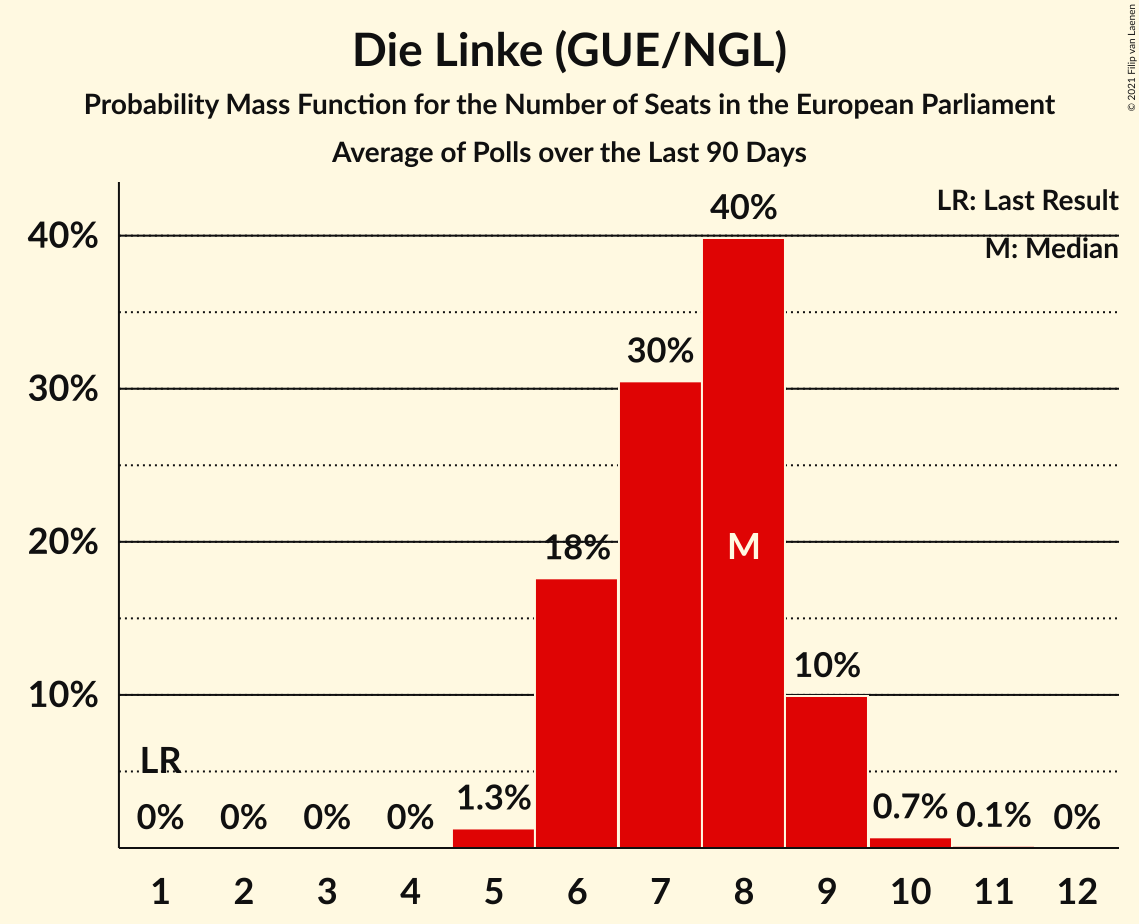 Die Linke (GUE/NGL)
Probability Mass Function for the Number of Seats in the European Parliament
Average of Polls over the Last 90 Days
© 2021 Filip van Laenen
LR: Last Result
M: Median
40%
30%
20%
10%
LR
0%
0%
0%
0%
1.3%
18%
30%
40%
M
10%
0.7%
0.1%
0%
1 2 3 4 5 6 7 8 9 10 11 12